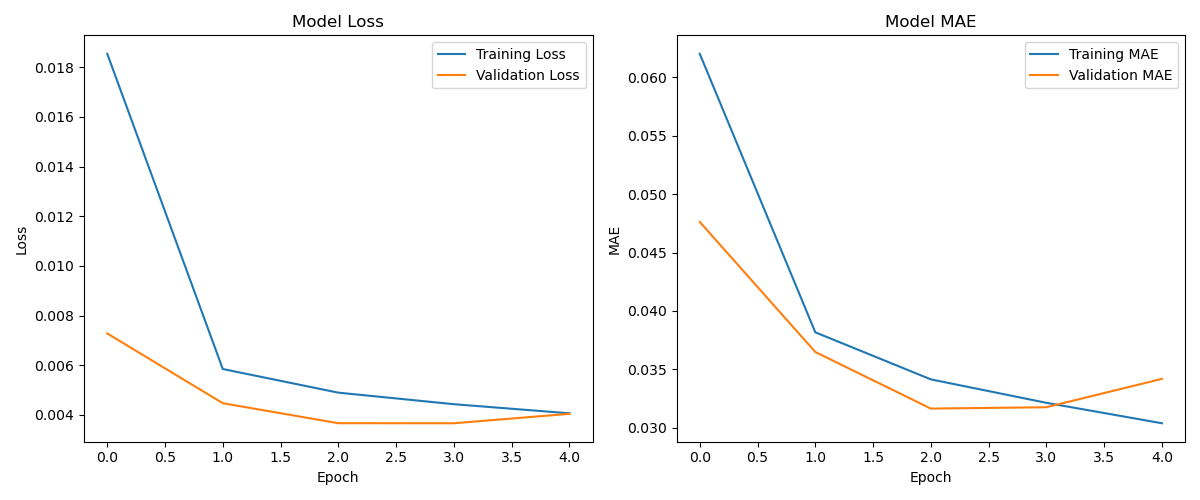 Model Loss
Training Loss
Validation Loss
0.018
0.016
0.014
0.012
0.010
0.008
0.006
0.004
Loss
0.0 0.5 1.0 1.5 2.0 2.5 3.0 3.5 4.0
Epoch
Model MAE
Training MAE
Validation MAE
0.060
0.055
0.050
0.045
0.040
0.035
0.030
MAE
0.0 0.5 1.0 1.5 2.0 2.5 3.0 3.5 4.0
Epoch